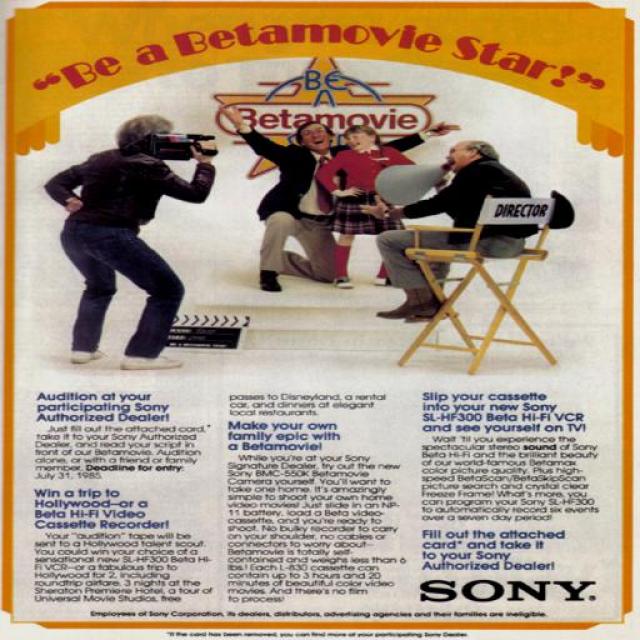 "Be a Betamovie Star!"
BE
A
Betamovie
DIRECTOR
Audition at your
participating Sony
Authorized Dealer!
Just fill out the attached card,*
take it to your Sony Authorized
Dealer, and read your script in
front of our Betamovie. Audition
alone, or with a friend or family
member. Deadline for entry:
July 31, 1985.
Win a trip to
Hollywood—or a
Beta Hi-Fi Video
Cassette Recorder!
Your "audition" tape will be
sent to a Hollywood talent scout.
You could win your choice of a
sensational new SL-HF300 Beta Hi-
Fi VCR—or a fabulous trip to
Hollywood for 2, including
roundtrip airfare, 3 nights at the
Sheraton Premiere Hotel, a tour of
Universal Movie Studios, free
passes to Disneyland, a rental
car, and dinners at elegant
local restaurants.
Make your own
family epic with
a Betamovie!
While you're at your Sony
Signature Dealer, try out the new
Sony BMC-550K Betamovie
Camera yourself. You'll want to
take one home. It's amazingly
simple to shoot your own home
video movies! Just slide in an NP-
11 battery, load a Beta video-
cassette, and you're ready to
shoot. No bulky recorder to carry
on your shoulder, no cables or
connectors to worry about—
Betamovie is totally self-
contained and weighs less than 6
lbs.! Each L-830 cassette can
contain up to 3 hours and 20
minutes of beautiful color video
movies. And there's no film
to process!
Slip your cassette
into your new Sony
SL-HF300 Beta Hi-Fi VCR
and see yourself on TV!
Wait 'til you experience the
spectacular stereo sound of Sony
Beta Hi-Fi and the brilliant beauty
of our world-famous Betamax
color picture quality. Plus high-
speed BetaScan/BetaSkipScan
picture search and crystal clear
Freeze Frame! What's more, you
can program your Sony SL-HF300
to automatically record six events
over a seven day period!
Fill out the attached
card* and take it
to your Sony
Authorized Dealer!
SONY.
Employees of Sony Corporation, its dealers, distributors, advertising agencies and their families are ineligible.
*If the card has been removed, you can find more at your participating Sony Dealer.